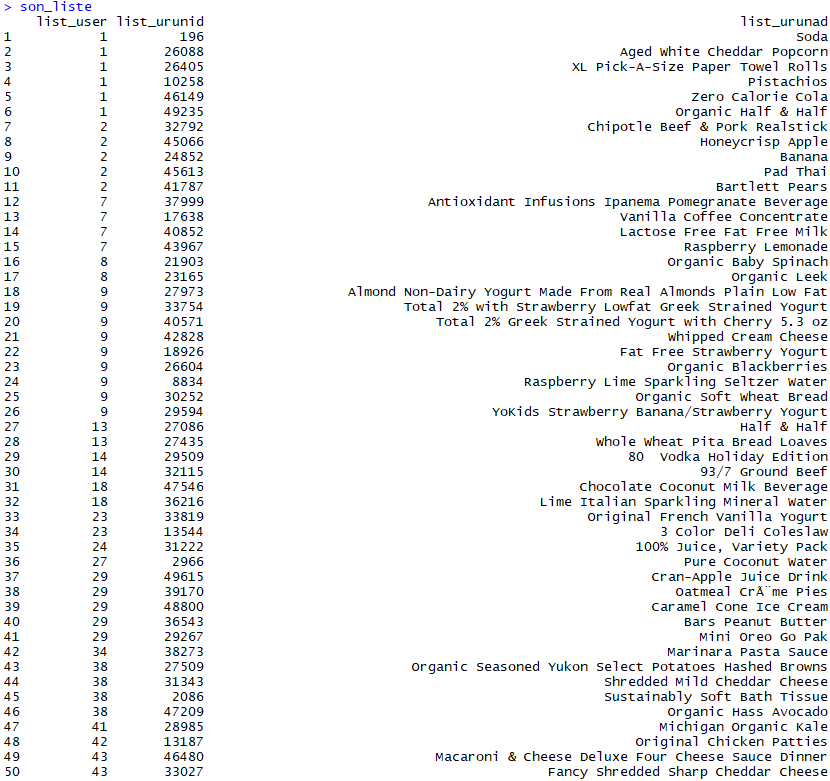 > son_liste
list_user list_urunid list_urunad
1 1 196 Soda
2 1 26088 Aged White Cheddar Popcorn
3 1 26405 XL Pick-A-Size Paper Towel Rolls
4 1 10258 Pistachios
5 1 46149 Zero Calorie Cola
6 1 49235 Organic Half & Half
7 2 32792 Chipotle Beef & Pork Realstick
8 2 45066 Honeycrisp Apple
9 2 24852 Banana
10 2 45613 Pad Thai
11 2 41787 Bartlett Pears
12 7 37999 Antioxidant Infusions Ipanema Pomegranate Beverage
13 7 17638 Vanilla Coffee Concentrate
14 7 40852 Lactose Free Fat Free Milk
15 7 43967 Raspberry Lemonade
16 8 21903 Organic Baby Spinach
17 8 23165 Organic Leek
18 9 27973 Almond Non-Dairy Yogurt Made From Real Almonds Plain Low Fat
19 9 33754 Total 2% with Strawberry Lowfat Greek Strained Yogurt
20 9 40571 Total 2% Greek Strained Yogurt with Cherry 5.3 oz
21 9 42828 Whipped Cream Cheese
22 9 18926 Fat Free Strawberry Yogurt
23 9 26604 Organic Blackberries
24 9 8834 Raspberry Lime Sparkling Seltzer Water
25 9 30252 Organic Soft Wheat Bread
26 9 29594 YoKids Strawberry Banana/Strawberry Yogurt
27 13 27086 Half & Half
28 13 27435 Whole Wheat Pita Bread Loaves
29 14 29509 80  Vodka Holiday Edition
30 14 32115 93/7 Ground Beef
31 18 47546 Chocolate Coconut Milk Beverage
32 18 36216 Lime Italian Sparkling Mineral Water
33 23 33819 Original French Vanilla Yogurt
34 23 13544 3 Color Deli Coleslaw
35 24 31222 100% Juice, Variety Pack
36 27 2966 Pure Coconut Water
37 29 49615 Cran-Apple Juice Drink
38 29 39170 Oatmeal CrÃ¨me Pies
39 29 48800 Caramel Cone Ice Cream
40 29 36543 Bars Peanut Butter
41 29 29267 Mini Oreo Go Pak
42 34 38273 Marinara Pasta Sauce
43 38 27509 Organic Seasoned Yukon Select Potatoes Hashed Browns
44 38 31343 Shredded Mild Cheddar Cheese
45 38 2086 Sustainably Soft Bath Tissue
46 38 47209 Organic Hass Avocado
47 41 28985 Michigan Organic Kale
48 42 13187 Original Chicken Patties
49 43 46480 Macaroni & Cheese Deluxe Four Cheese Sauce Dinner
50 43 33027 Fancy Shredded Sharp Cheddar Cheese